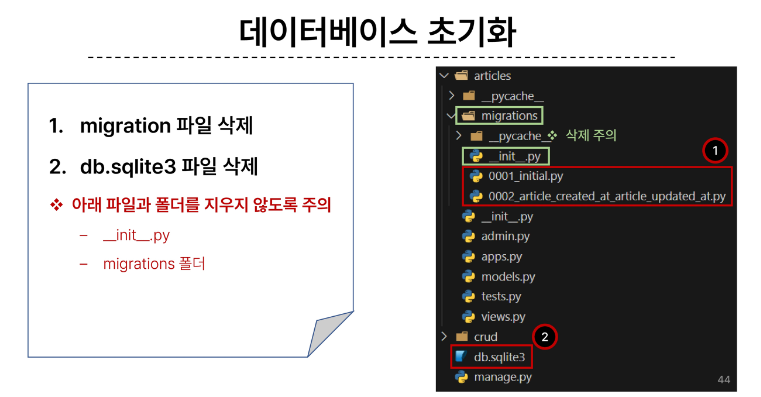 데이터베이스 초기화
1. migration 파일 삭제
2. db.sqlite3 파일 삭제
❖ 아래 파일과 폴더를 지우지 않도록 주의
– __init__.py
– migrations 폴더
articles
__pycache__
migrations
__pycache__ ❖ 삭제 주의
1
__init__.py
0001_initial.py
0002_article_created_at_article_updated_at.py
__init__.py
admin.py
apps.py
models.py
tests.py
views.py
crud
2
db.sqlite3
manage.py
44